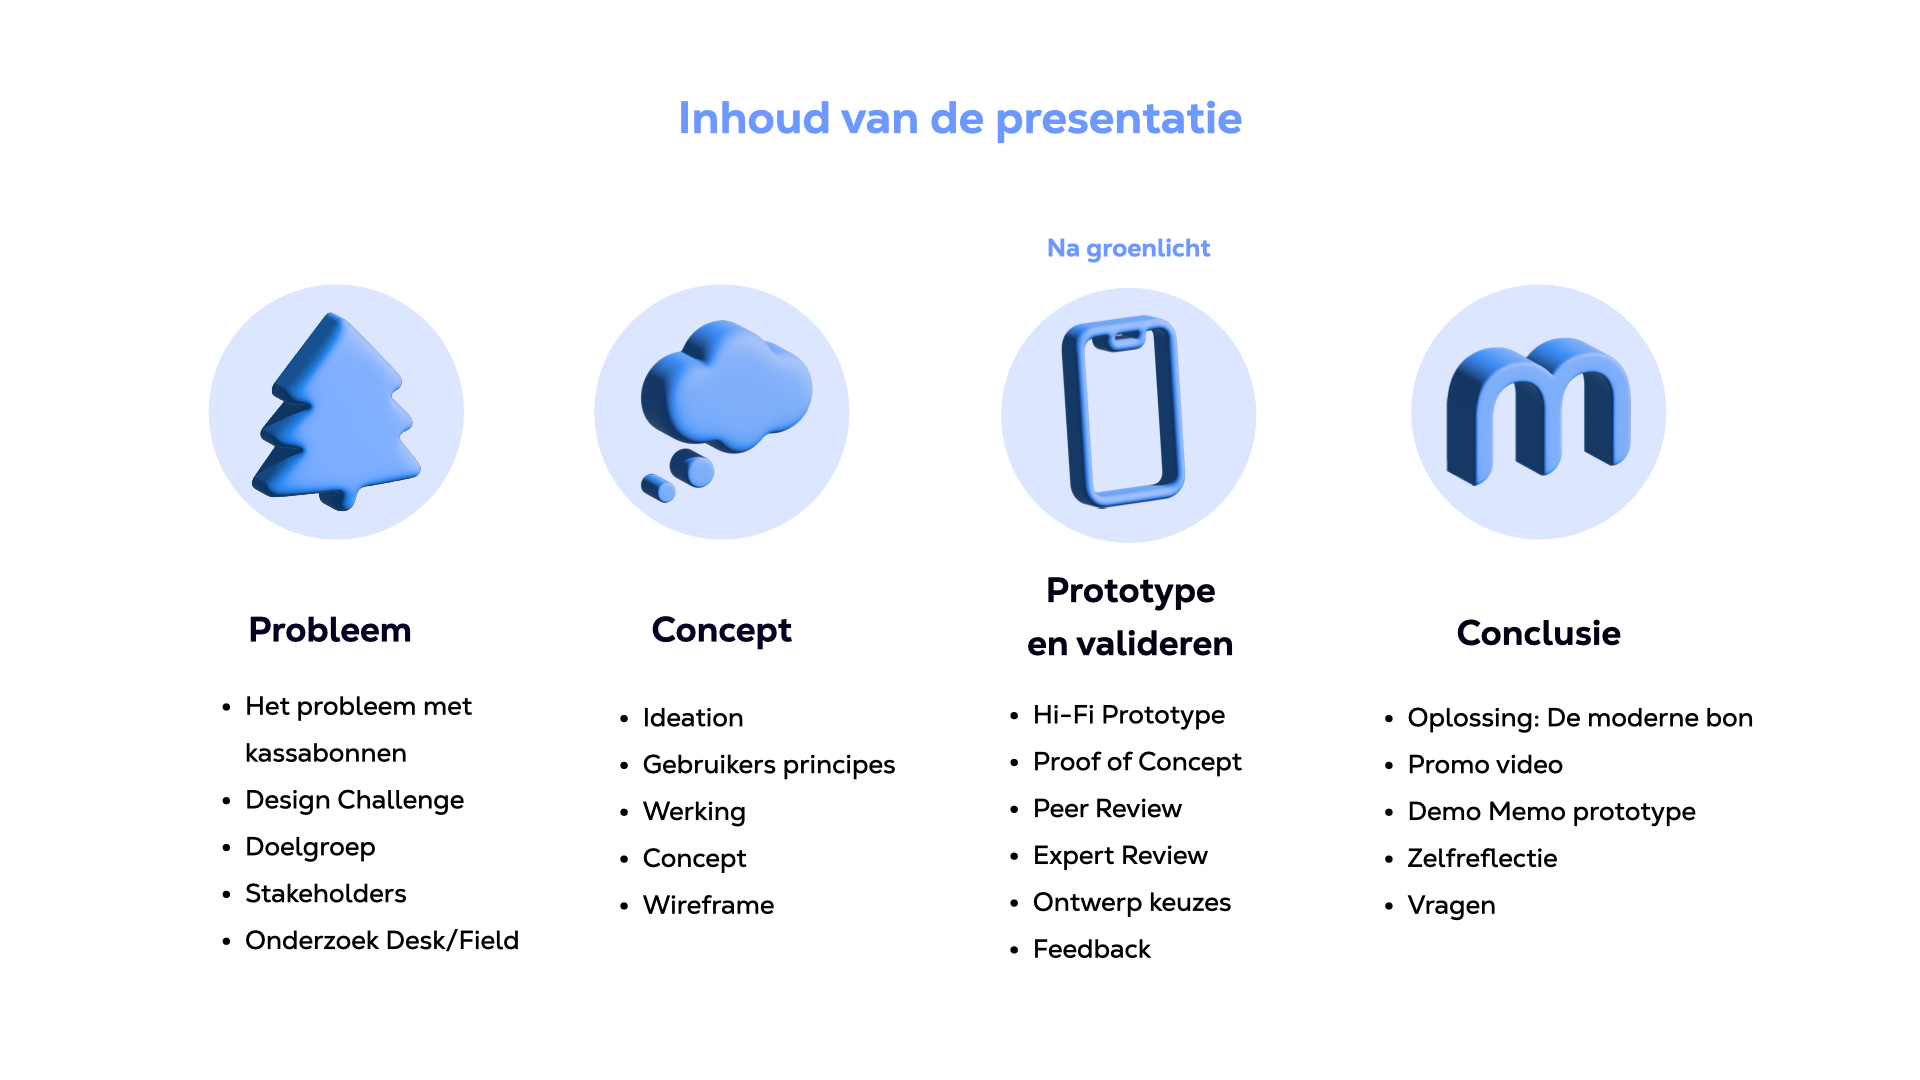 Inhoud van de presentatie
Probleem
• Het probleem met
kassabonnen
• Design Challenge
• Doelgroep
• Stakeholders
• Onderzoek Desk/Field
Concept
• Ideation
• Gebruikers principes
• Werking
• Concept
• Wireframe
Na groenlicht
Prototype
en valideren
• Hi-Fi Prototype
• Proof of Concept
• Peer Review
• Expert Review
• Ontwerp keuzes
• Feedback
m
Conclusie
• Oplossing: De moderne bon
• Promo video
• Demo Memo prototype
• Zelfreflectie
• Vragen